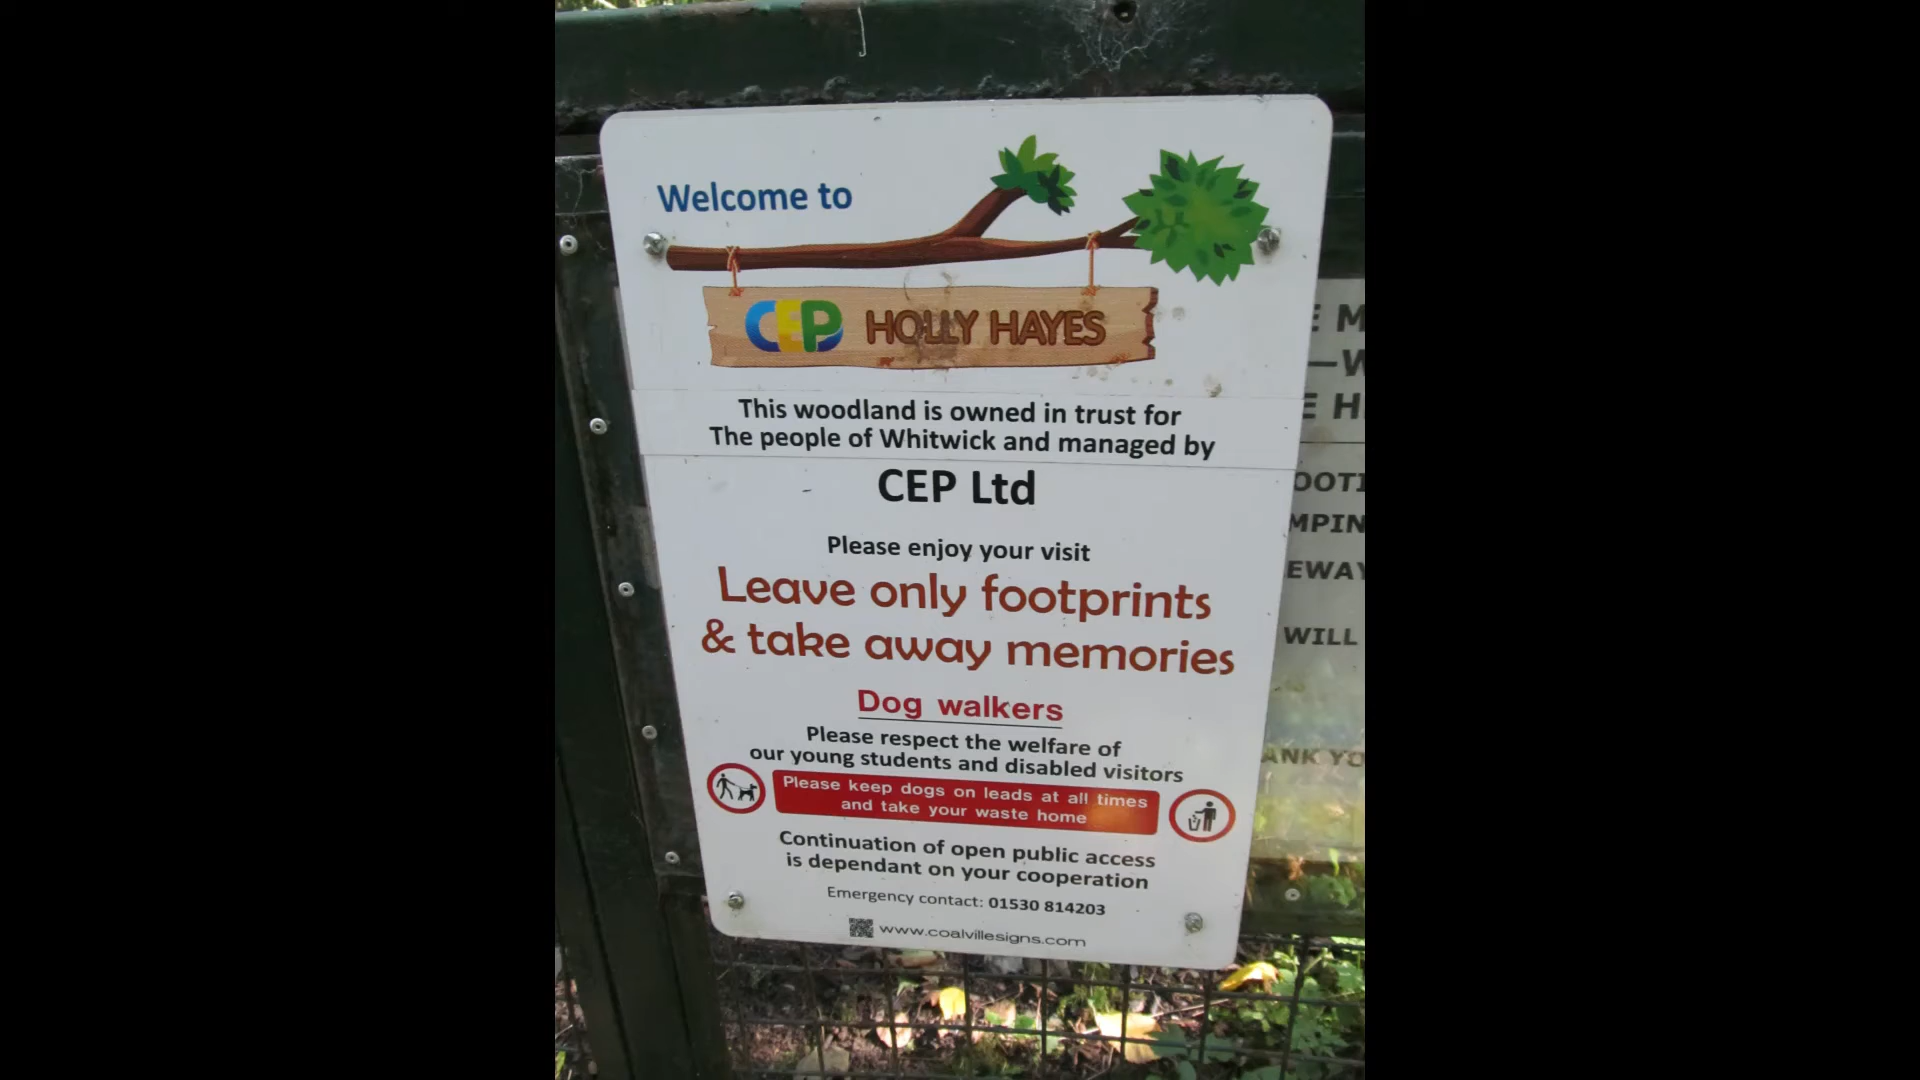 Welcome to
CEP HOLLY HAYES
This woodland is owned in trust for
The people of Whitwick and managed by
CEP Ltd
Please enjoy your visit
Leave only footprints
& take away memories
Dog walkers
Please respect the welfare of
our young students and disabled visitors
Please keep dogs on leads at all times
and take your waste home
Continuation of open public access
is dependant on your cooperation
Emergency contact: 01530 814203
www.coalvillesigns.com
WILL